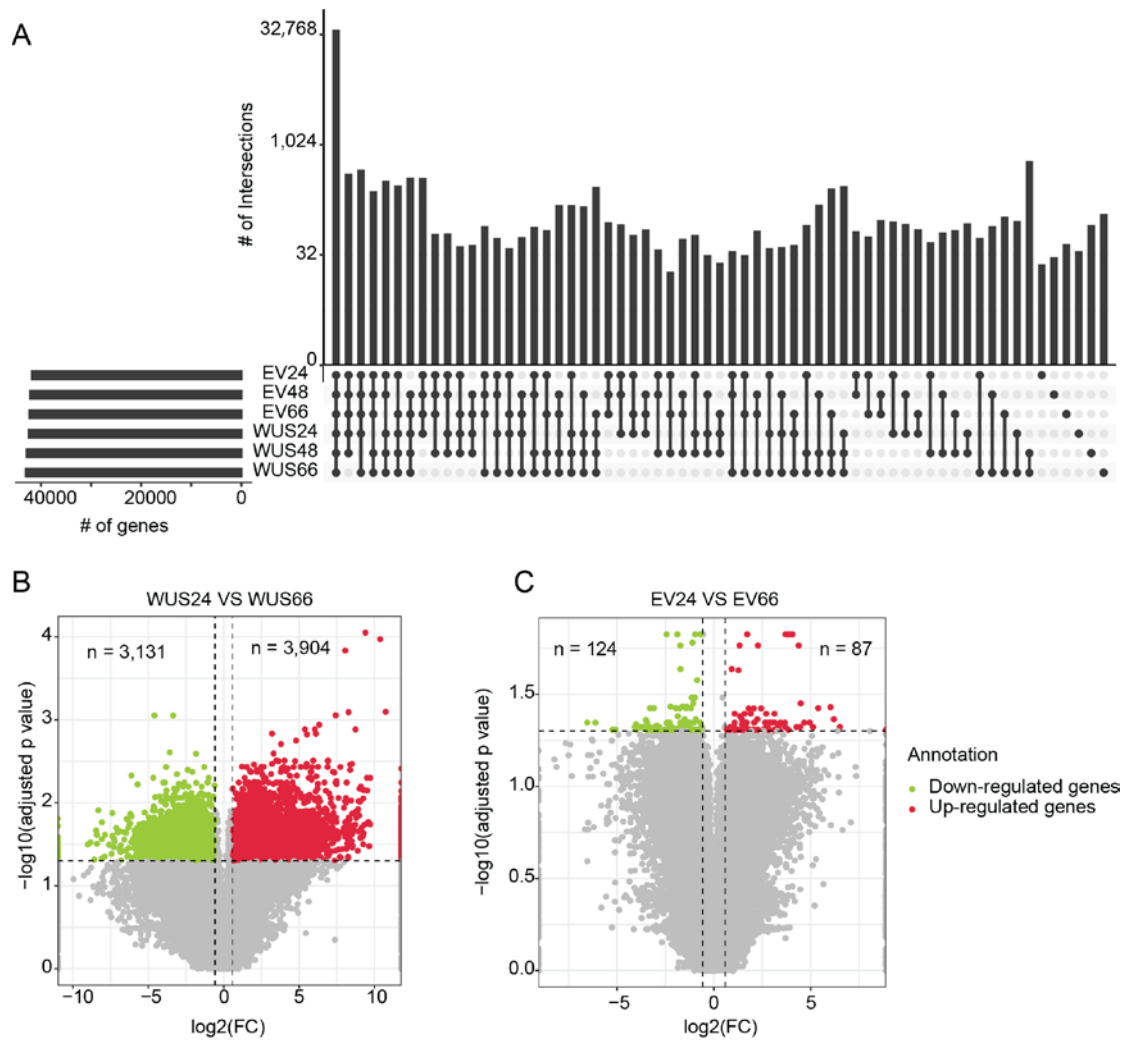 A
32,768
1,024
32
0
# of Intersections
EV24
EV48
EV66
WUS24
WUS48
WUS66
40000 20000 0
# of genes
B
WUS24 VS WUS66
n = 3,131
n = 3,904
4
3
2
1
0
−log10(adjusted p value)
−10 −5 0 5 10
log2(FC)
C
EV24 VS EV66
n = 124
n = 87
1.5
1.0
0.5
0.0
−log10(adjusted p value)
−5 0 5
log2(FC)
Annotation
Down-regulated genes
Up-regulated genes